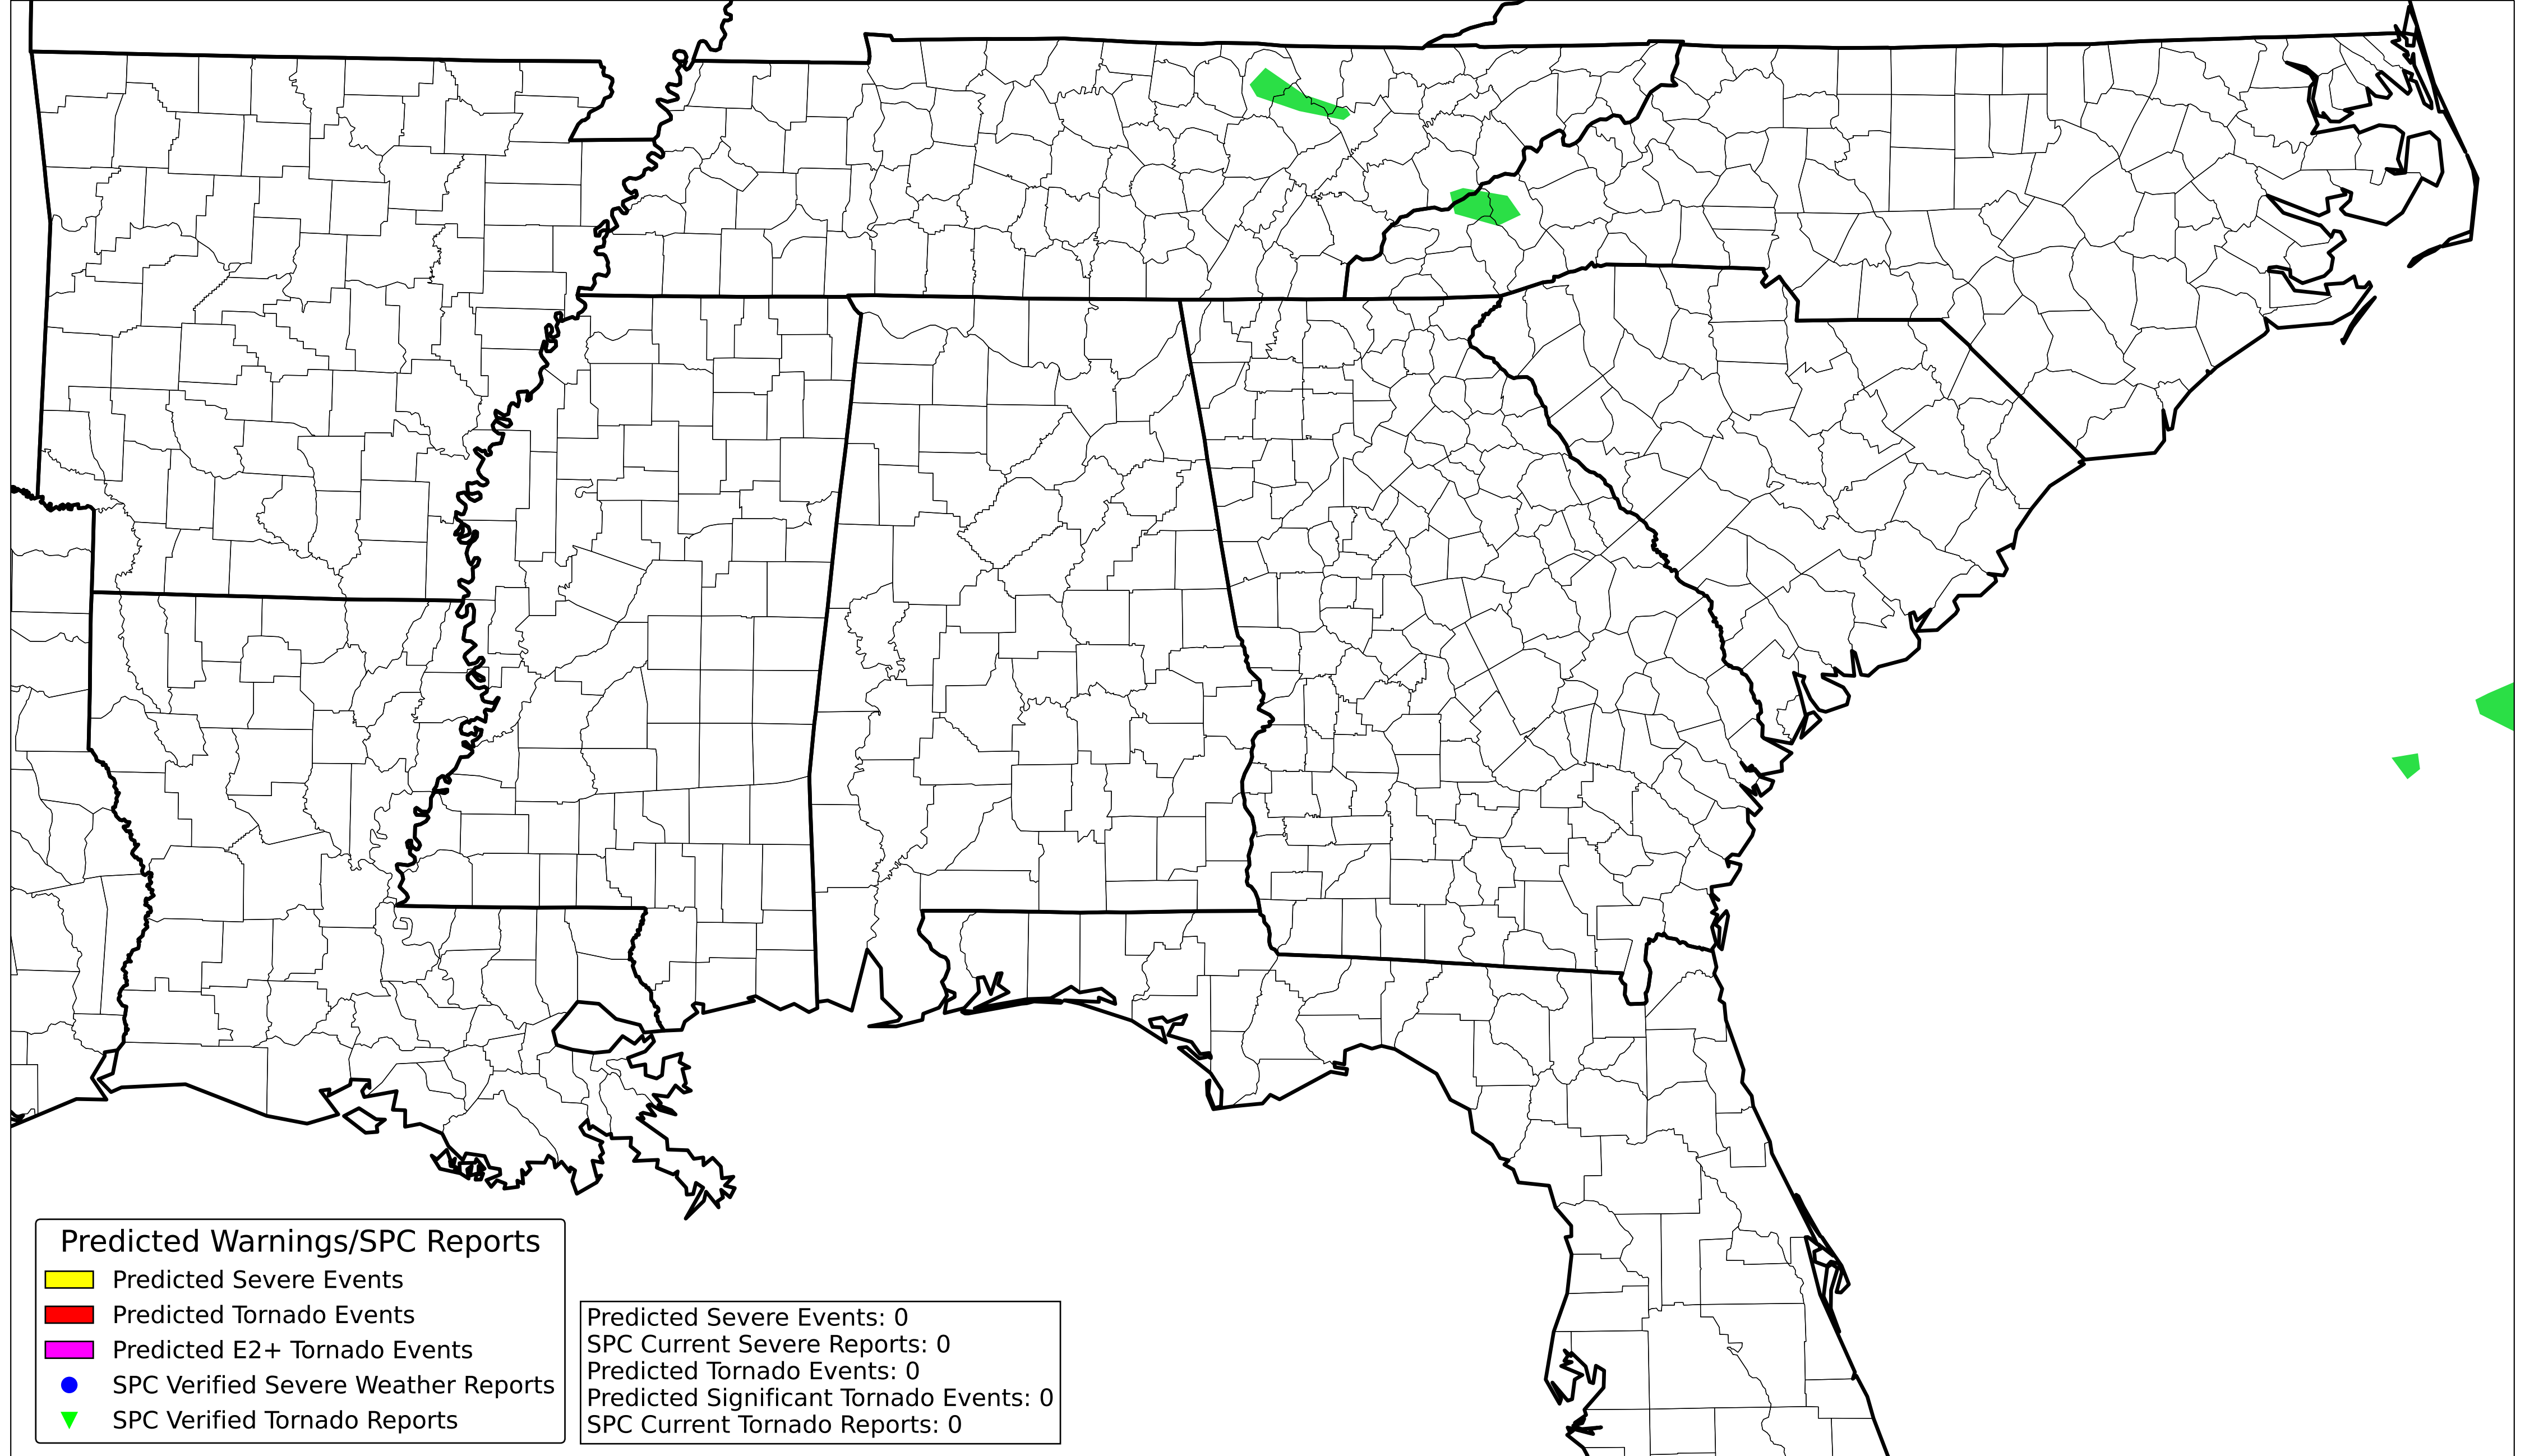 Predicted Warnings/SPC Reports
Predicted Severe Events
Predicted Tornado Events
Predicted E2+ Tornado Events
SPC Verified Severe Weather Reports
SPC Verified Tornado Reports
Predicted Severe Events: 0
SPC Current Severe Reports: 0
Predicted Tornado Events: 0
Predicted Significant Tornado Events: 0
SPC Current Tornado Reports: 0